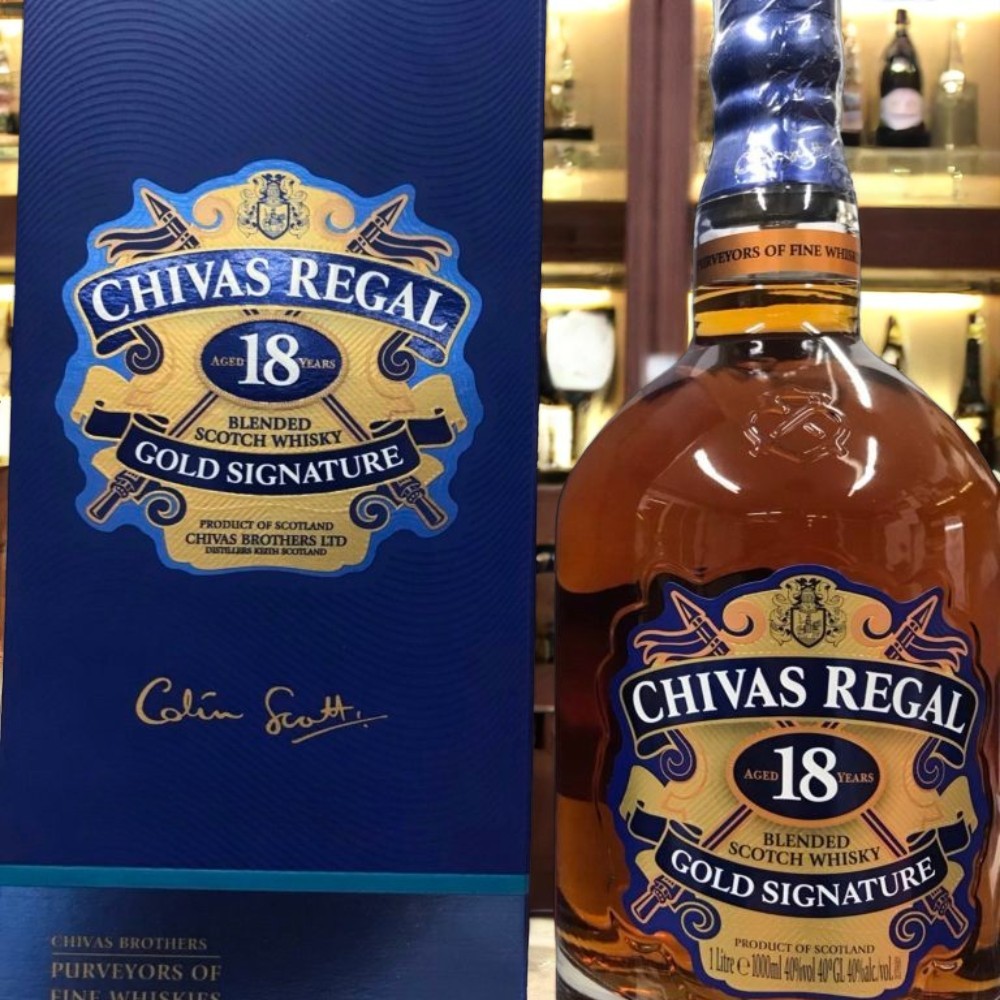 CHIVAS REGAL
AGED 18 YEARS
BLENDED
SCOTCH WHISKY
GOLD SIGNATURE
PRODUCT OF SCOTLAND
CHIVAS BROTHERS LTD
DISTILLERS KEITH SCOTLAND
Colin Scott.
CHIVAS BROTHERS
PURVEYORS OF
FINE WHISKIES
OF FINE
CHIVAS REGAL
AGED 18 YEARS
BLENDED
SCOTCH WHISKY
GOLD SIGNATURE
PRODUCT OF SCOTLAND
1 Litre e 1000ml 40%vol 40°GL 40%alc./vol.